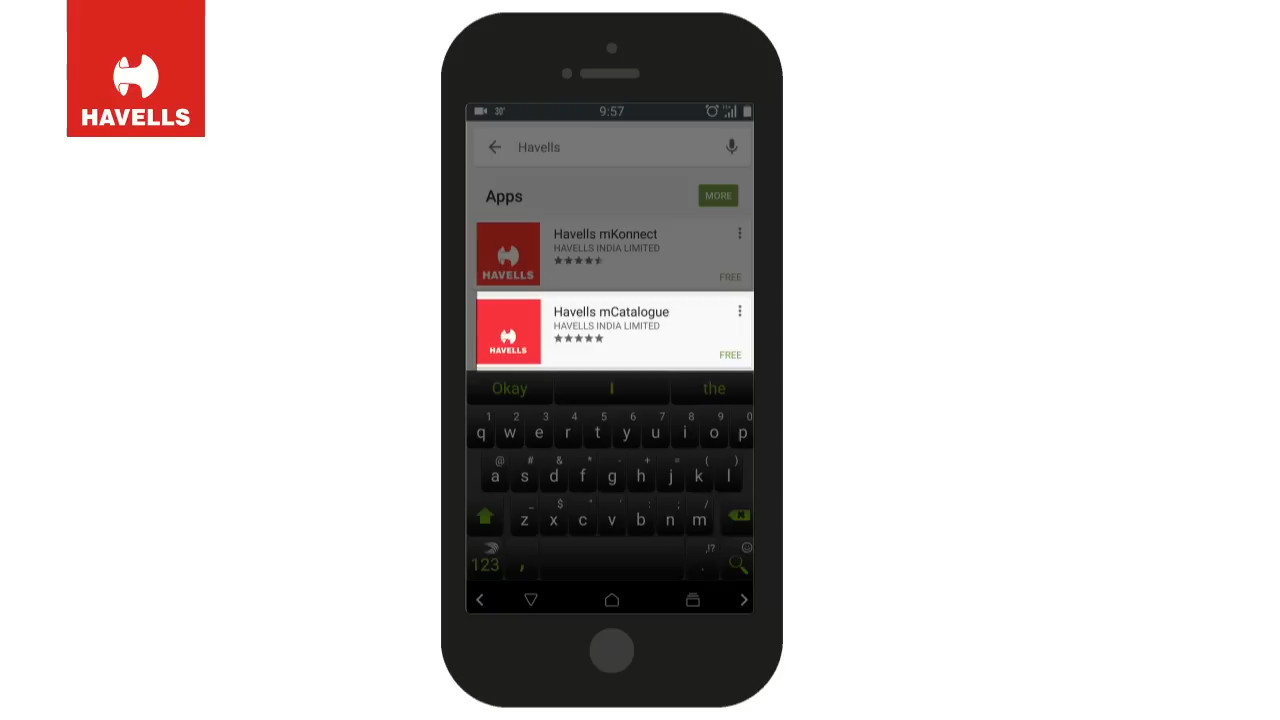 HAVELLS
30°
9:57
Havells
Apps
MORE
Havells mKonnect
HAVELLS INDIA LIMITED
FREE
HAVELLS
Havells mCatalogue
HAVELLS INDIA LIMITED
FREE
HAVELLS
Okay I the
1 2 3 4 5 6 7 8 9 0
q w e r t y u i o p
@ # & * - + = ( )
a s d f g h j k l
_ $ " ' : ; /
z x c v b n m
,!?
123 , .